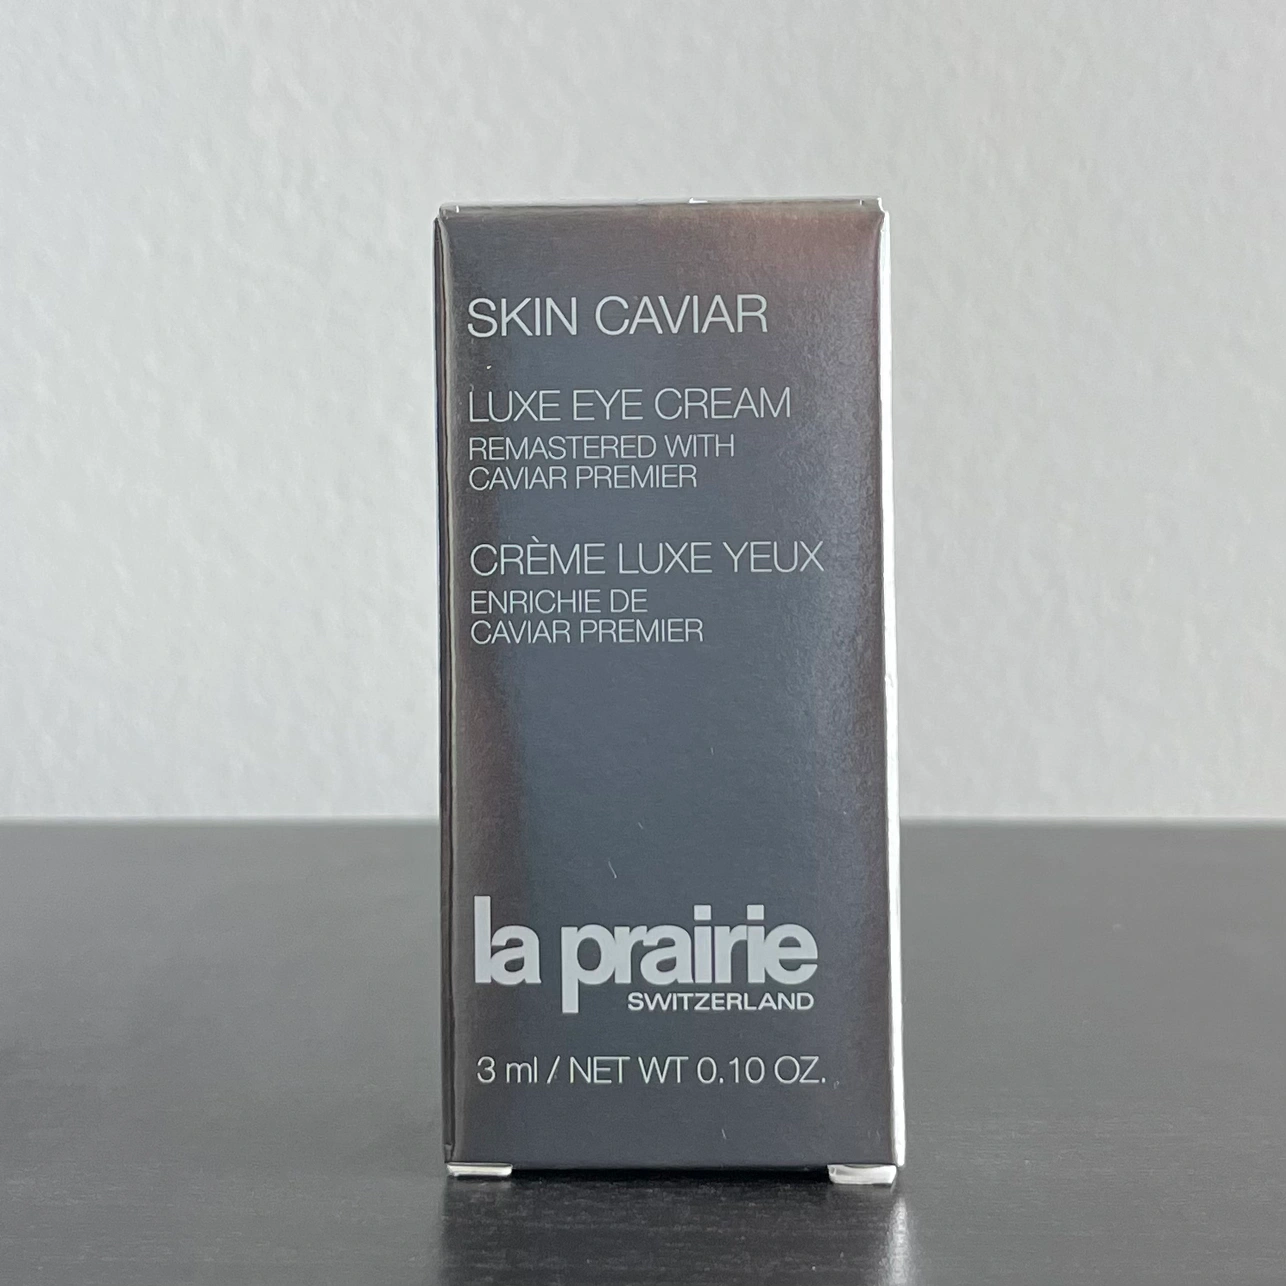 SKIN CAVIAR
LUXE EYE CREAM
REMASTERED WITH
CAVIAR PREMIER
CRÈME LUXE YEUX
ENRICHIE DE
CAVIAR PREMIER
la prairie
SWITZERLAND
3 ml / NET WT 0.10 OZ.